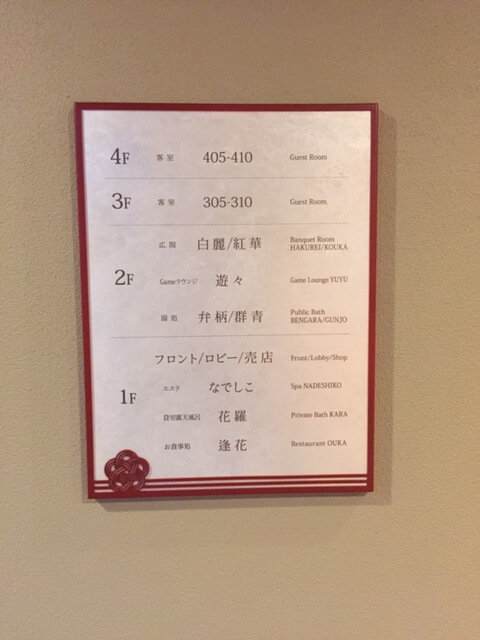 4F 客室 405-410 Guest Room
3F 客室 305-310 Guest Room
広間 白麗/紅華 Banquet Room
HAKUREI/KOUKA
2F Gameラウンジ 遊々 Game Lounge YUYU
湯処 弁柄/群青 Public Bath
BENGARA/GUNJO
フロント/ロビー/売店 Front/Lobby/Shop
1F エステ なでしこ Spa NADESHIKO
貸切露天風呂 花羅 Private Bath KARA
お食事処 逢花 Restaurant OUKA